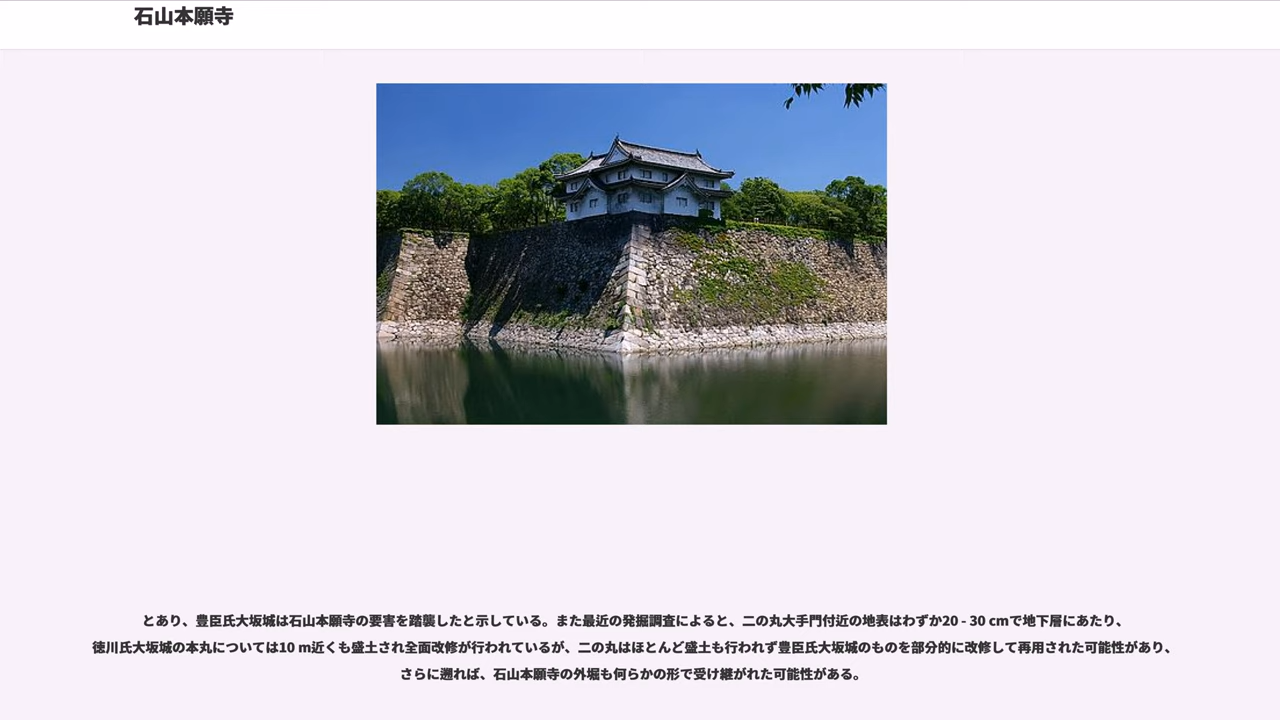 石山本願寺
とあり、豊臣氏大坂城は石山本願寺の要害を踏襲したと示している。また最近の発掘調査によると、二の丸大手門付近の地表はわずか20 - 30 cmで地下層にあたり、
徳川氏大坂城の本丸については10 m近くも盛土され全面改修が行われているが、二の丸はほとんど盛土も行われず豊臣氏大坂城のものを部分的に改修して再用された可能性があり、
さらに遡れば、石山本願寺の外堀も何らかの形で受け継がれた可能性がある。